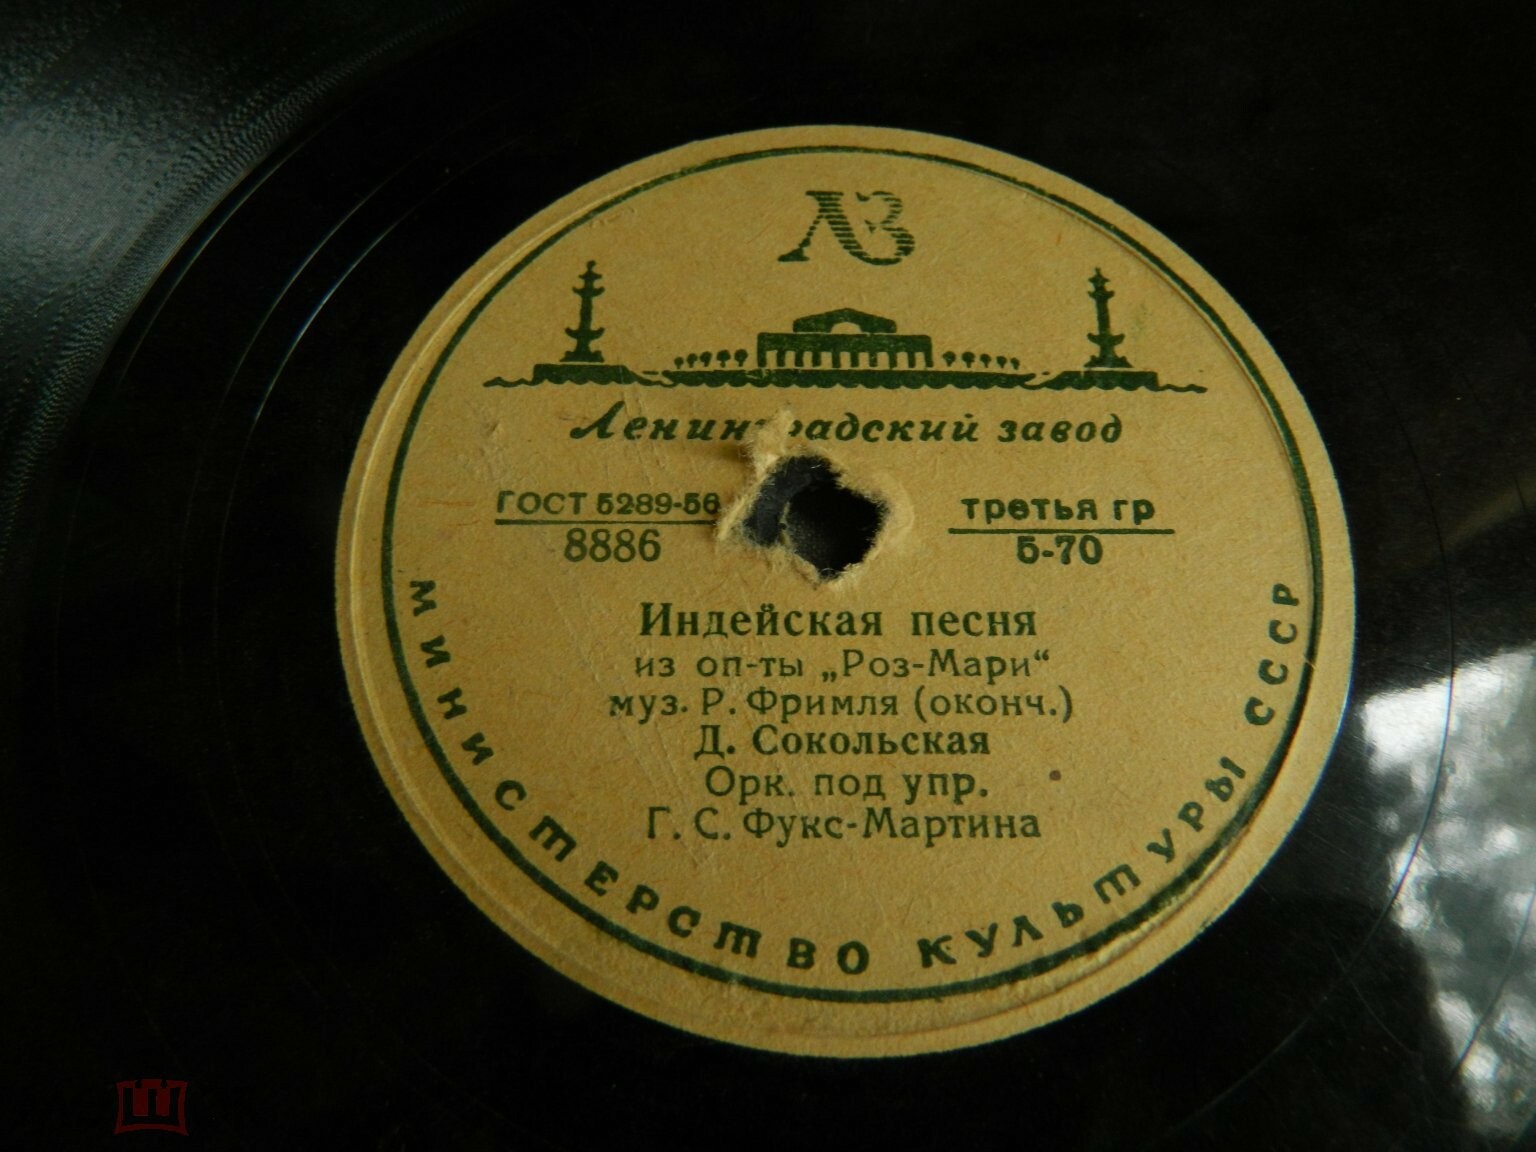 ЛЗ
Ленинградский завод
ГОСТ 5289-56
8886
третья гр
5-70
Индейская песня
из оп-ты „Роз-Мари“
муз. Р. Фримля (оконч.)
Д. Сокольская
Орк. под упр.
Г. С. Фукс-Мартина
МИНИСТЕРСТВО КУЛЬТУРЫ СССР